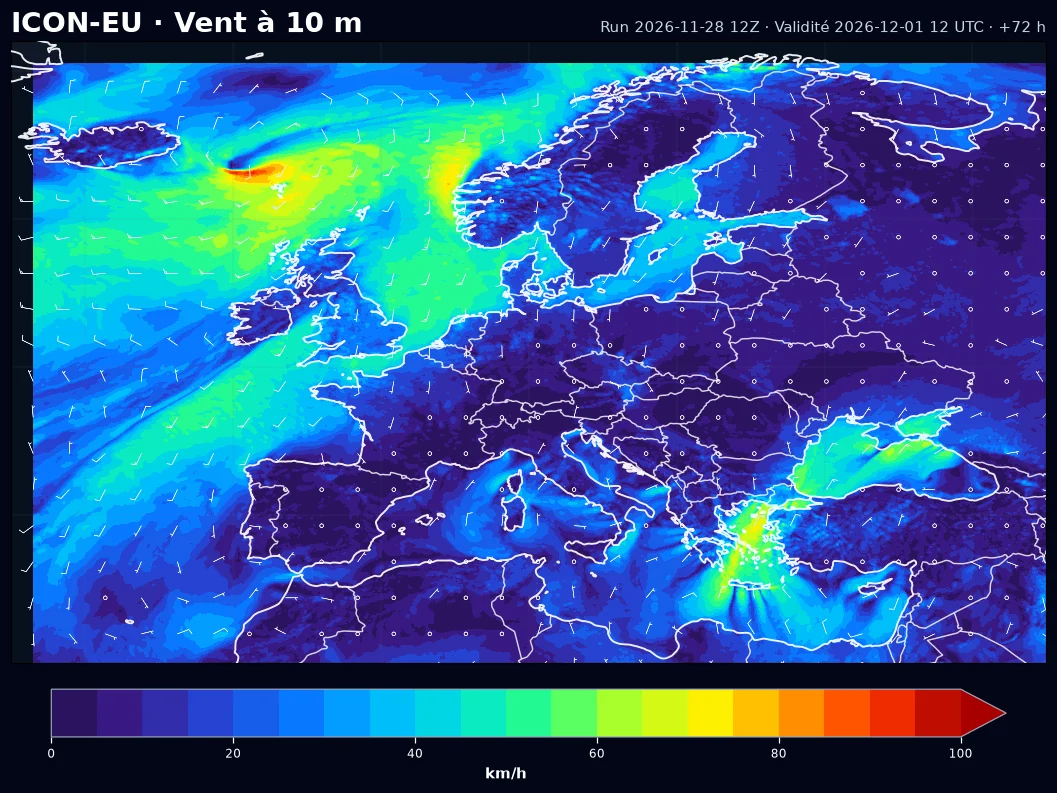 ICON-EU · Vent à 10 m
Run 2026-11-28 12Z · Validité 2026-12-01 12 UTC · +72 h
0 20 40 60 80 100
km/h